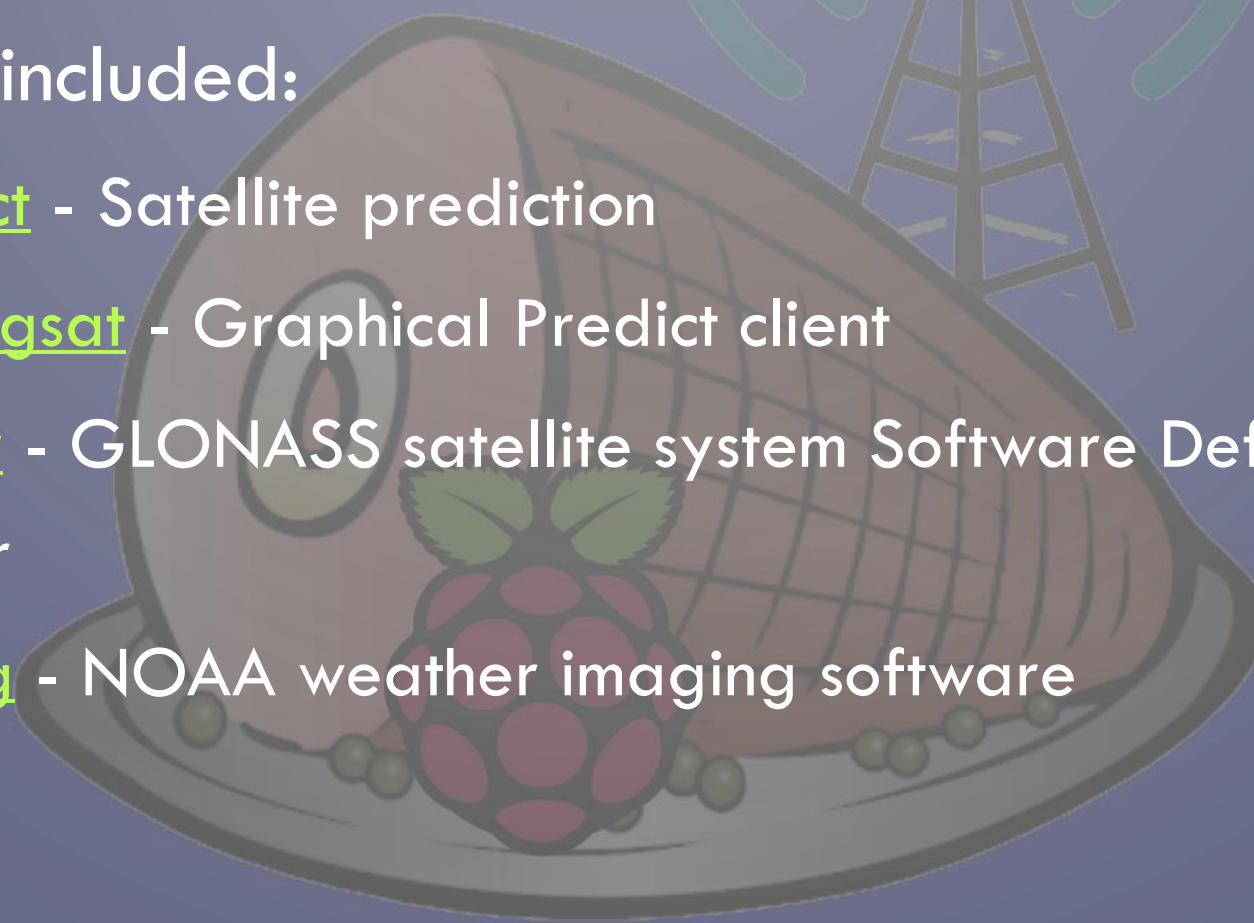 included:
ct - Satellite prediction
gsat - Graphical Predict client
- GLONASS satellite system Software Def
r
g - NOAA weather imaging software